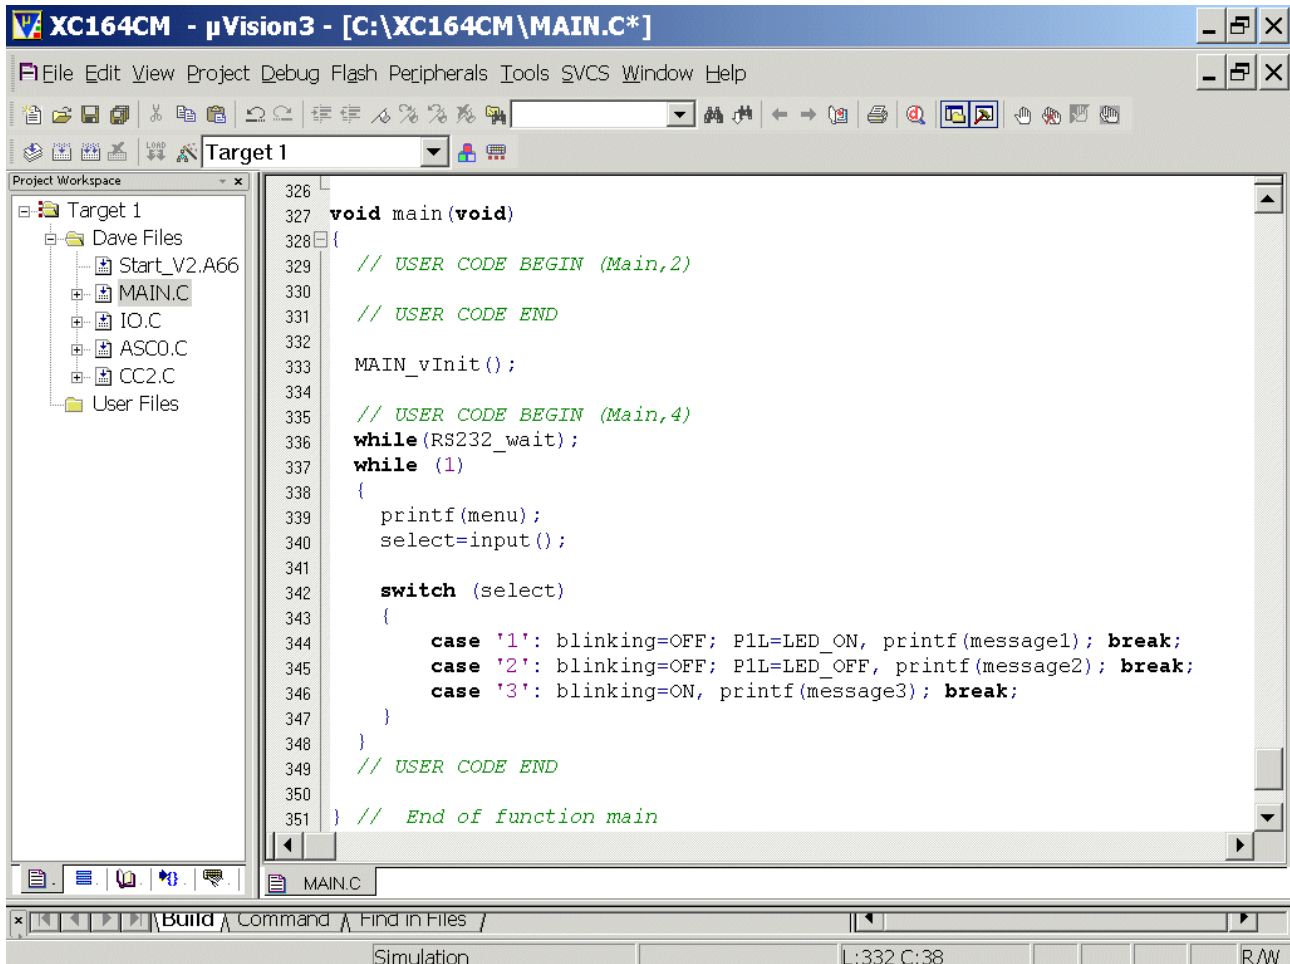 XC164CM - µVision3 - [C:\XC164CM\MAIN.C*]
File Edit View Project Debug Flash Peripherals Tools SVCS Window Help
LOAD
Target 1
Project Workspace
Target 1
Dave Files
Start_V2.A66
MAIN.C
IO.C
ASC0.C
CC2.C
User Files
326
327 void main(void)
328 {
329 // USER CODE BEGIN (Main,2)
330
331 // USER CODE END
332
333 MAIN_vInit();
334
335 // USER CODE BEGIN (Main,4)
336 while(RS232_wait);
337 while (1)
338 {
339 printf(menu);
340 select=input();
341
342 switch (select)
343 {
344 case '1': blinking=OFF; P1L=LED_ON, printf(message1); break;
345 case '2': blinking=OFF; P1L=LED_OFF, printf(message2); break;
346 case '3': blinking=ON, printf(message3); break;
347 }
348 }
349 // USER CODE END
350
351 } // End of function main
MAIN.C
Build Command Find in Files
Simulation L:332 C:38 R/W